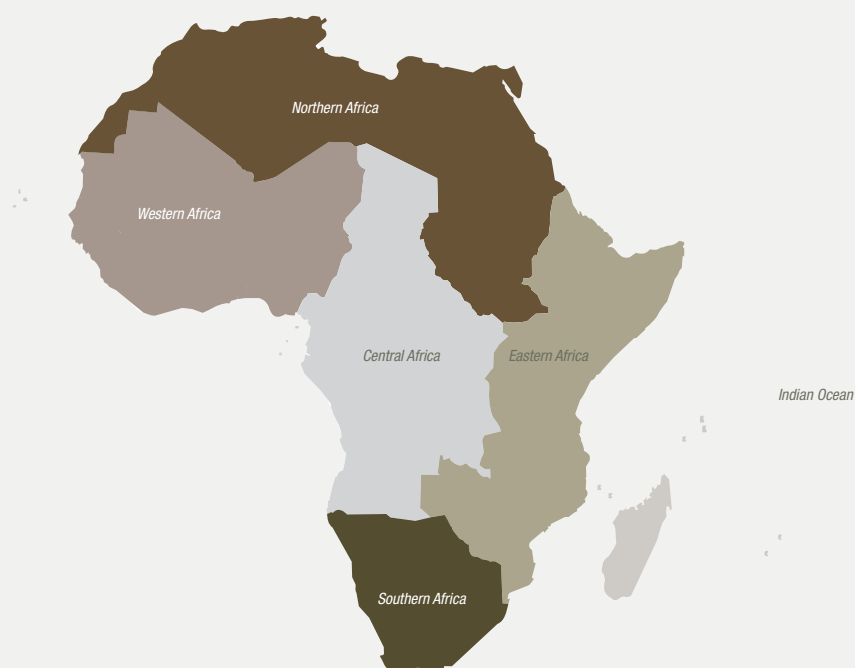 Northern Africa
Western Africa
Central Africa
Eastern Africa
Indian Ocean
Southern Africa